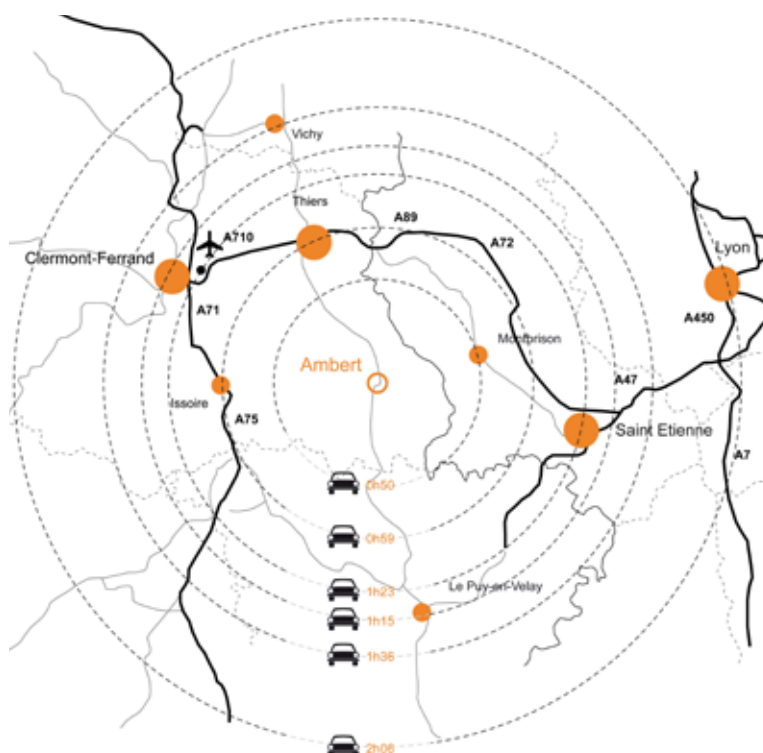 Vichy
Thiers
A89
A710
A72
Clermont-Ferrand
Lyon
A71
A450
Montbrison
Ambert
A47
Issoire
A75
Saint Etienne
A7
0h50
0h59
1h23
Le Puy-en-Velay
1h15
1h36
2h06